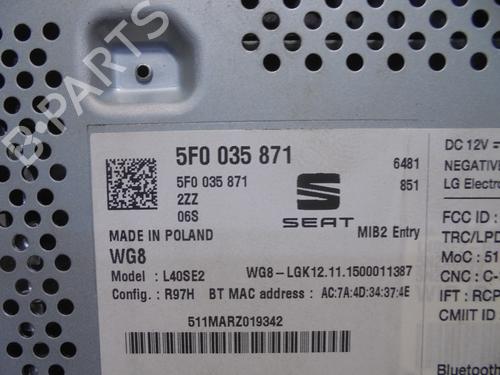 B-PARTS
5F0 035 871
5F0 035 871
2ZZ
06S
6481
851
SEAT
MADE IN POLAND
MIB2 Entry
WG8
WG8-LGK12.11.1500011387
Model : L40SE2
Config. : R97H BT MAC address : AC:7A:4D:34:37:4E
511MARZ019342
DC 12V
NEGATIVE
LG Electro
FCC ID :
TRC/LPD
MoC : 51
CNC : C-
IFT : RCP
CMIIT ID :
Bluetooth